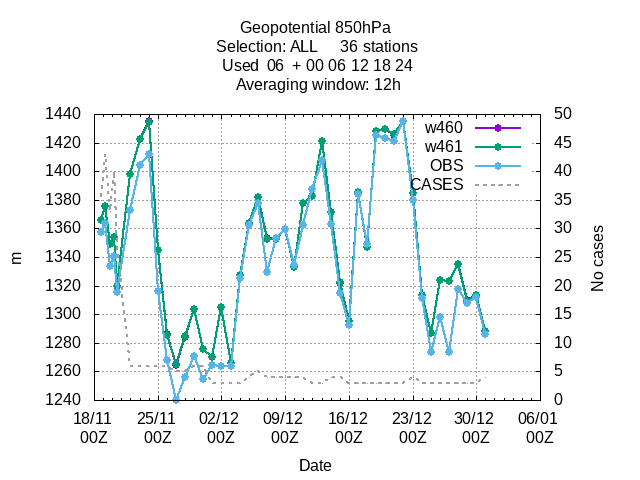 Geopotential 850hPa
Selection: ALL 36 stations
Used 06 + 00 06 12 18 24
Averaging window: 12h
1440 50
1420 w460 45
1400 w461 40
1380 OBS 35
1360 CASES 30
1340 25
1320 20
1300 15
1280 10
1260 5
1240 0
m
No cases
18/11 25/11 02/12 09/12 16/12 23/12 30/12 06/01
00Z 00Z 00Z 00Z 00Z 00Z 00Z 00Z
Date